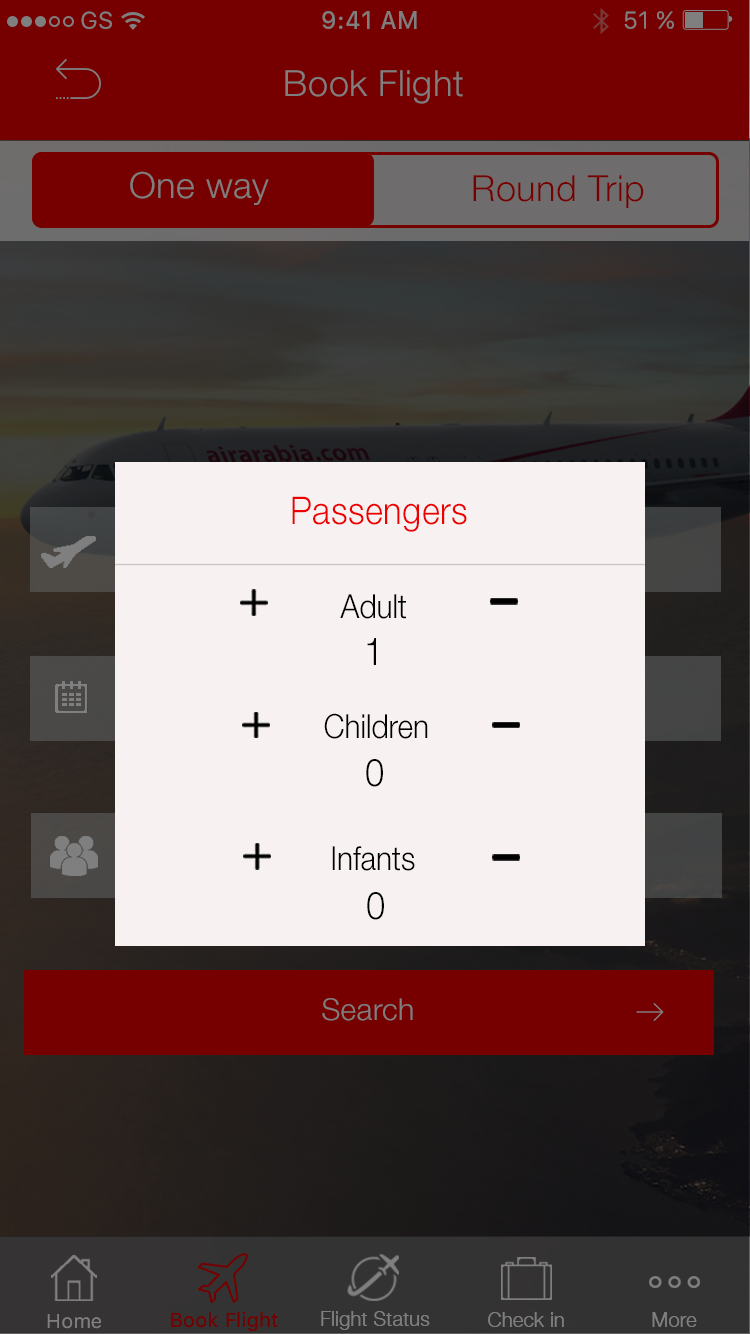 GS 9:41 AM 51 %
Book Flight
One way Round Trip
airarabia.com
Passengers
+ Adult −
1
+ Children −
0
+ Infants −
0
Search
Home Book Flight Flight Status Check in More